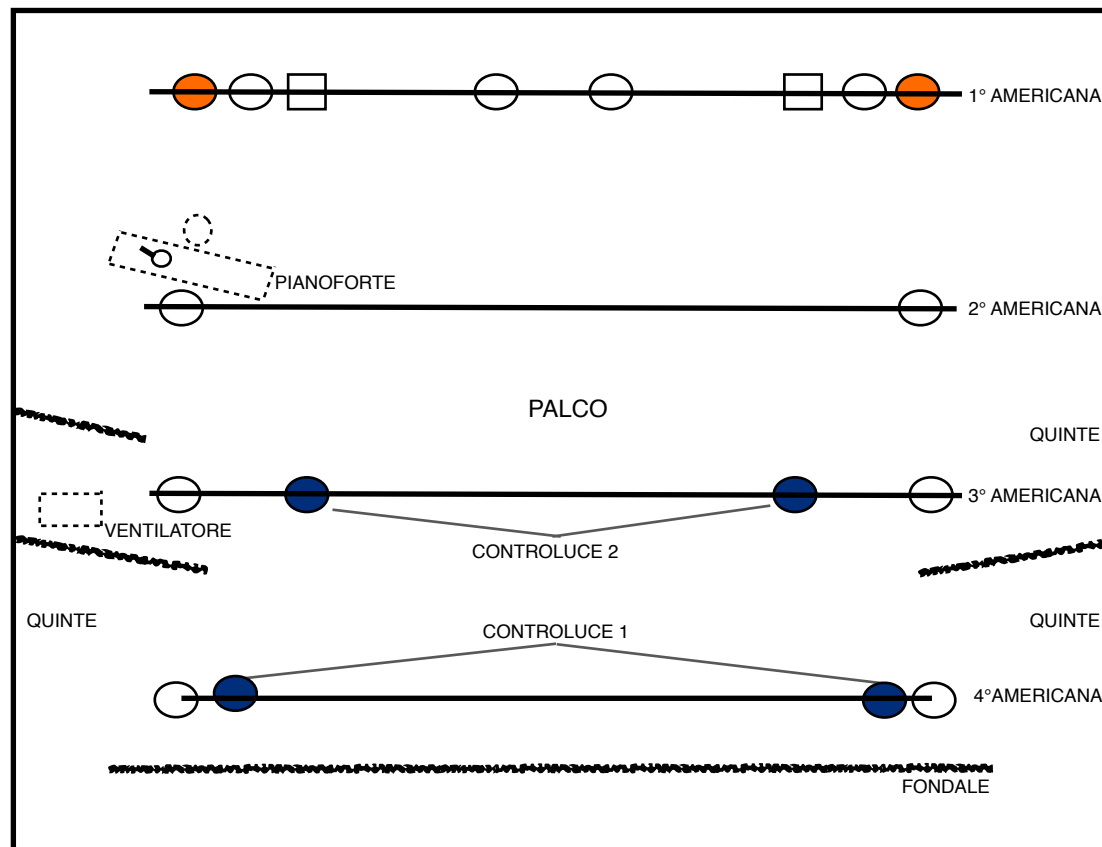 1° AMERICANA
PIANOFORTE
2° AMERICANA
PALCO
QUINTE
3° AMERICANA
VENTILATORE
CONTROLUCE 2
QUINTE
QUINTE
CONTROLUCE 1
4°AMERICANA
FONDALE